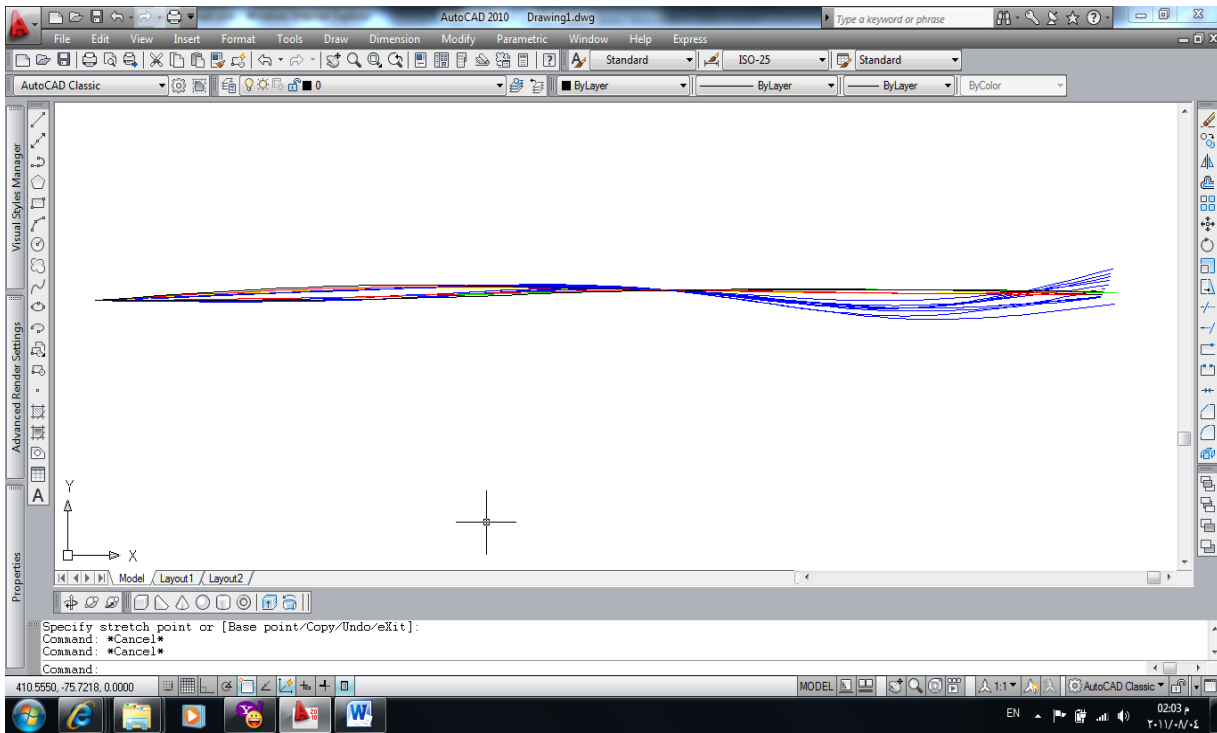 AutoCAD 2010 Drawing1.dwg Type a keyword or phrase
File Edit View Insert Format Tools Draw Dimension Modify Parametric Window Help Express
Standard ISO-25 Standard
AutoCAD Classic 0 ByLayer ByLayer ByLayer ByColor
Visual Styles Manager
Advanced Render Settings
Properties
A
Y
X
Model Layout1 Layout2
Specify stretch point or [Base point/Copy/Undo/eXit]:
Command: *Cancel*
Command: *Cancel*
Command:
410.5550, -75.7218, 0.0000 MODEL 1:1 AutoCAD Classic
EN 02:03 م
٢٠١١/٠٨/٠٤